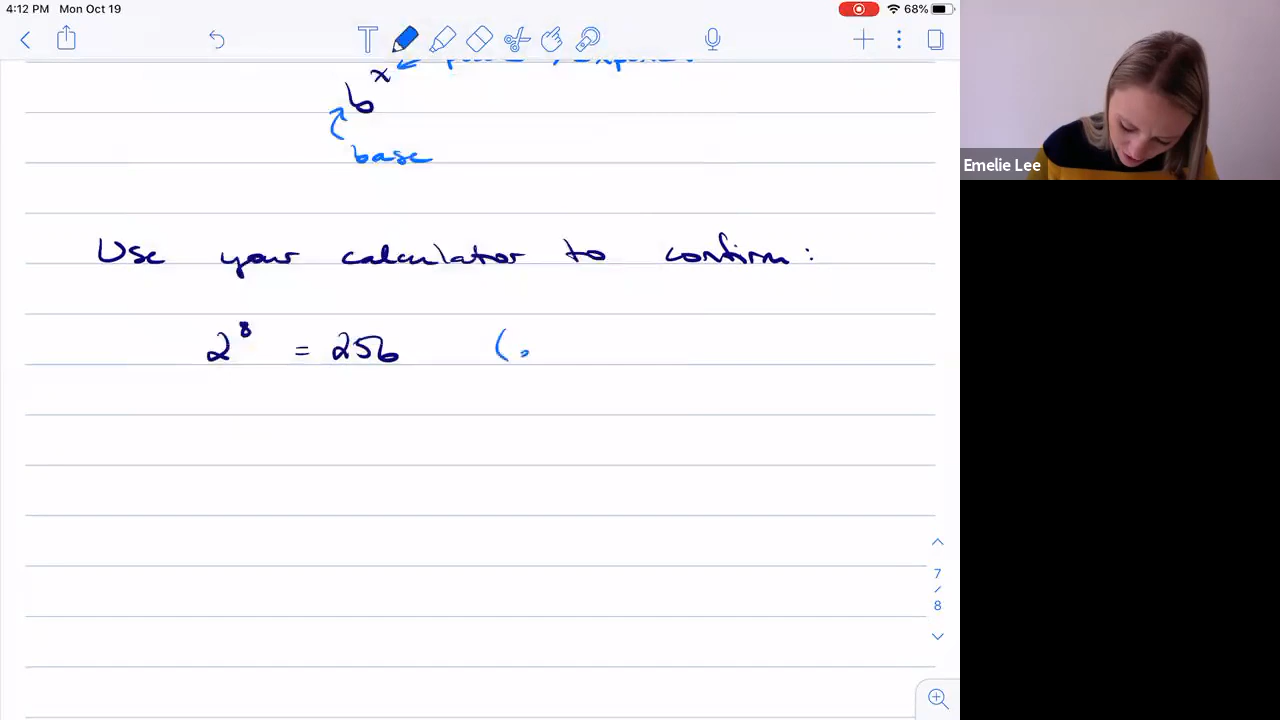 4:12 PM Mon Oct 19
68%
T
b^x
base
Emelie Lee
Use your calculator to confirm:
2^8 = 256 (
7
/
8